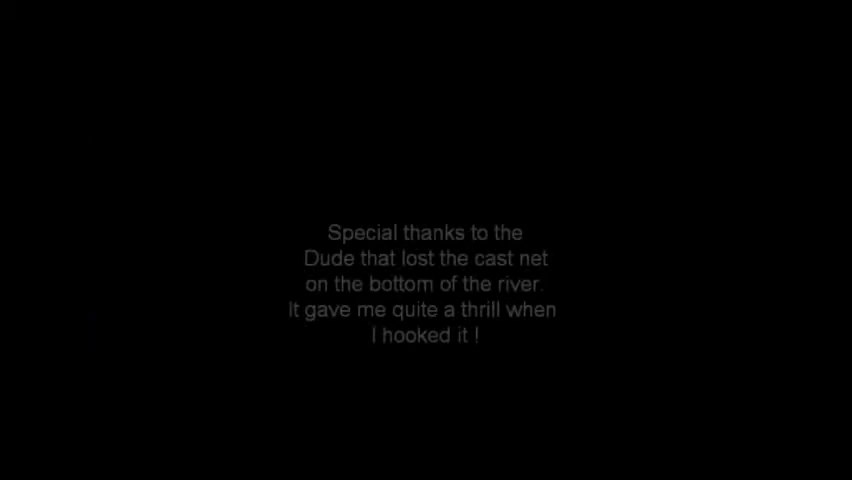 Special thanks to the
Dude that lost the cast net
on the bottom of the river.
It gave me quite a thrill when
I hooked it !